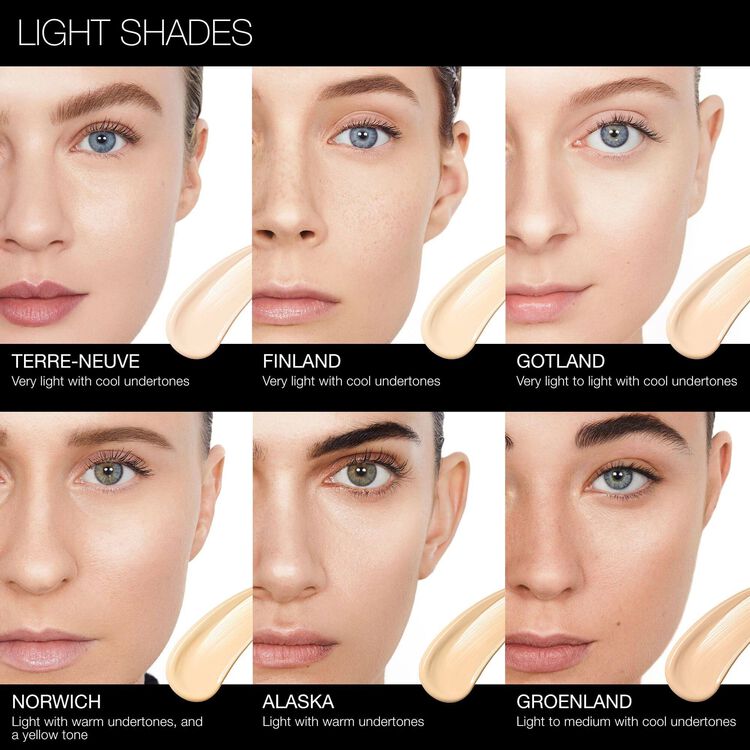 LIGHT SHADES
TERRE-NEUVE
Very light with cool undertones
FINLAND
Very light with cool undertones
GOTLAND
Very light to light with cool undertones
NORWICH
Light with warm undertones, and
a yellow tone
ALASKA
Light with warm undertones
GROENLAND
Light to medium with cool undertones